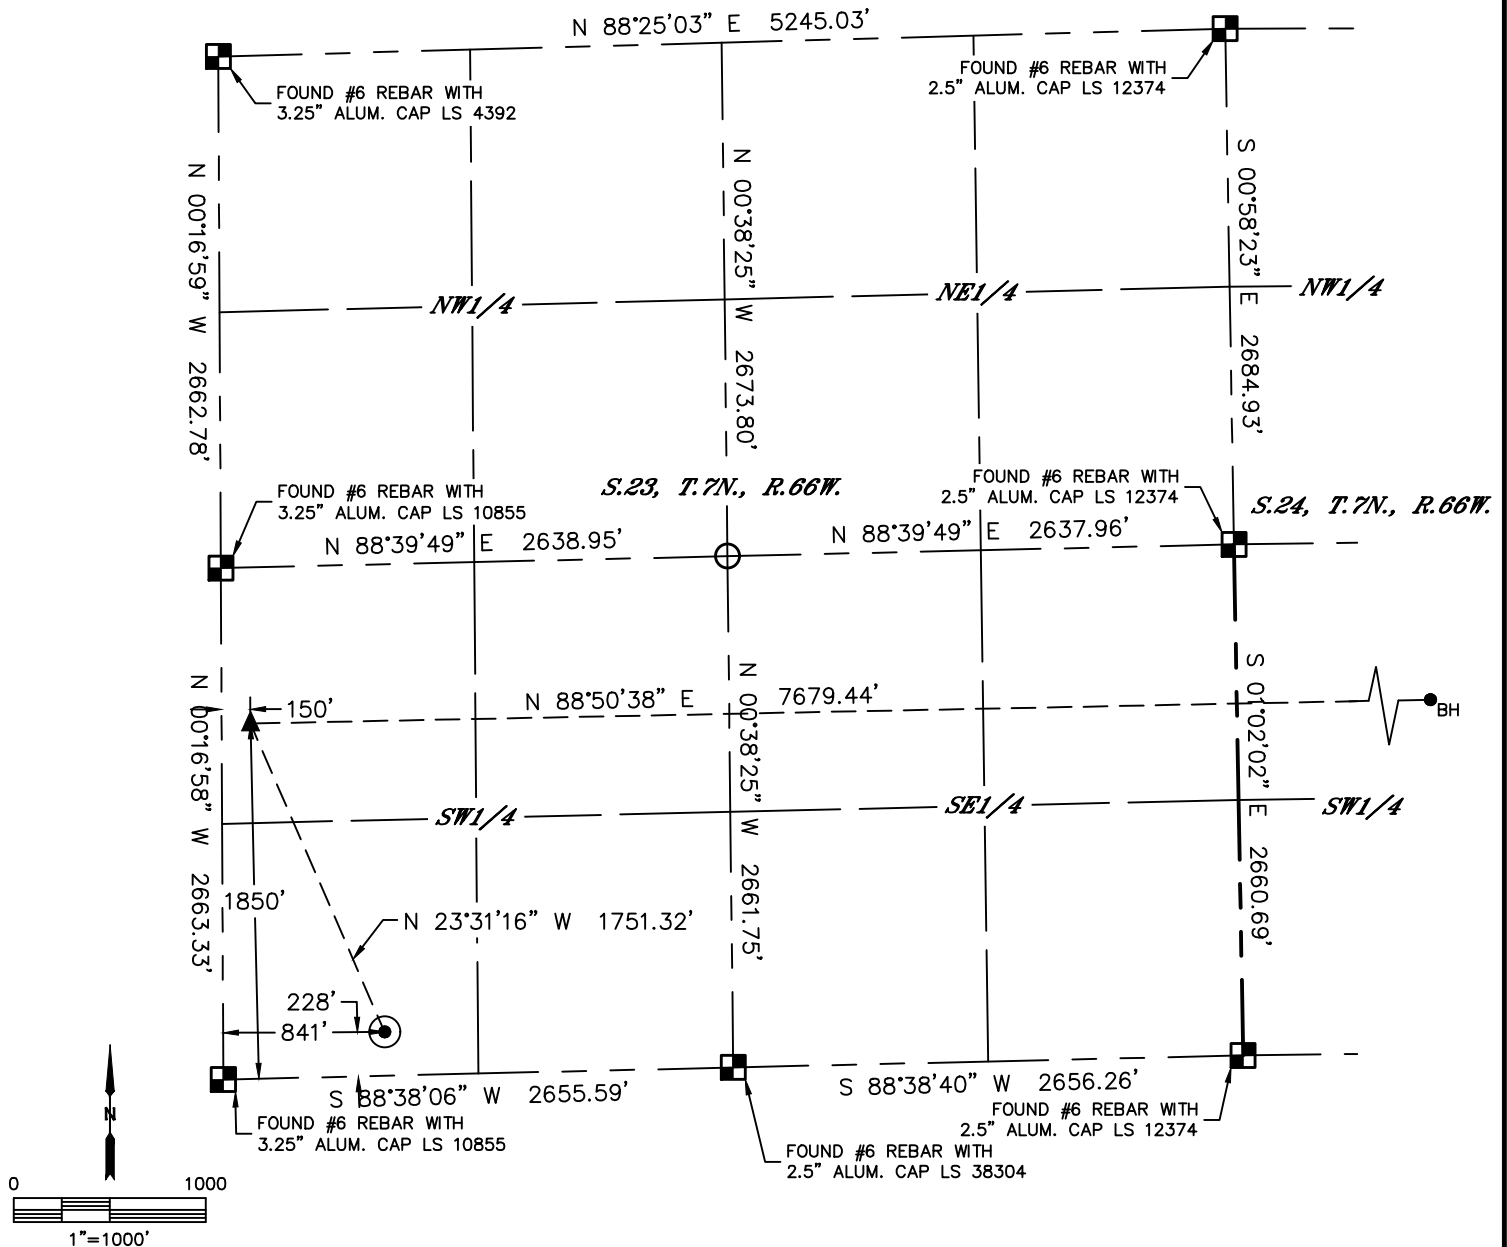 N 88°25'03" E 5245.03'
FOUND #6 REBAR WITH
3.25" ALUM. CAP LS 4392
FOUND #6 REBAR WITH
2.5" ALUM. CAP LS 12374
N 00°16'59" W 2662.78'
N 00°38'25" W 2673.80'
S 00°58'23" E 2684.93'
NW1/4
NE1/4
NW1/4
FOUND #6 REBAR WITH
3.25" ALUM. CAP LS 10855
S.23, T.7N., R.66W.
FOUND #6 REBAR WITH
2.5" ALUM. CAP LS 12374
S.24, T.7N., R.66W.
N 88°39'49" E 2638.95'
N 88°39'49" E 2637.96'
N 00°16'58" W 2663.33'
150'
N 88°50'38" E 7679.44'
BH
N 00°38'25" W 2661.75'
S 01°02'02" E 2660.69'
SW1/4
SE1/4
SW1/4
1850'
N 23°31'16" W 1751.32'
228'
841'
S 88°38'06" W 2655.59'
S 88°38'40" W 2656.26'
FOUND #6 REBAR WITH
3.25" ALUM. CAP LS 10855
FOUND #6 REBAR WITH
2.5" ALUM. CAP LS 12374
FOUND #6 REBAR WITH
2.5" ALUM. CAP LS 38304
N
0 1000
1"=1000'